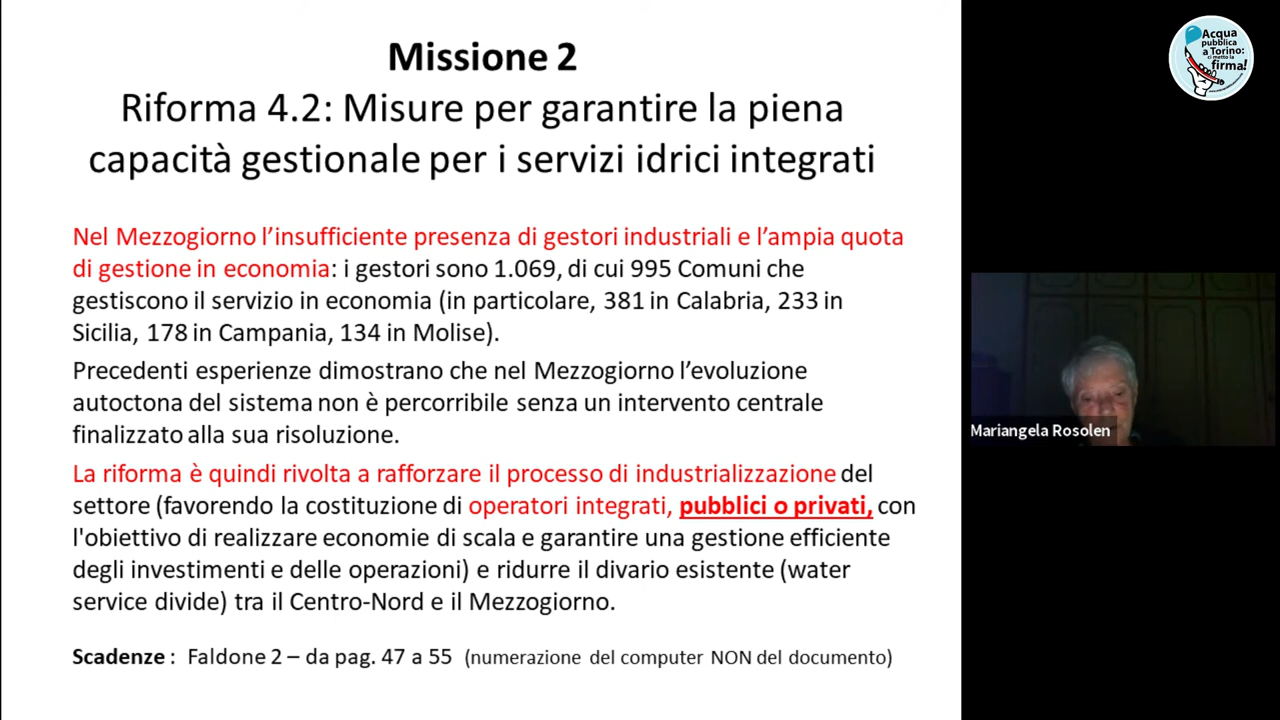 Missione 2
Riforma 4.2: Misure per garantire la piena
capacità gestionale per i servizi idrici integrati
Nel Mezzogiorno l’insufficiente presenza di gestori industriali e l’ampia quota
di gestione in economia: i gestori sono 1.069, di cui 995 Comuni che
gestiscono il servizio in economia (in particolare, 381 in Calabria, 233 in
Sicilia, 178 in Campania, 134 in Molise).
Precedenti esperienze dimostrano che nel Mezzogiorno l’evoluzione
autoctona del sistema non è percorribile senza un intervento centrale
finalizzato alla sua risoluzione.
La riforma è quindi rivolta a rafforzare il processo di industrializzazione del
settore (favorendo la costituzione di operatori integrati, pubblici o privati, con
l'obiettivo di realizzare economie di scala e garantire una gestione efficiente
degli investimenti e delle operazioni) e ridurre il divario esistente (water
service divide) tra il Centro-Nord e il Mezzogiorno.
Scadenze : Faldone 2 – da pag. 47 a 55 (numerazione del computer NON del documento)
Acqua
pubblica
a Torino:
ci metto la
firma!
Mariangela Rosolen